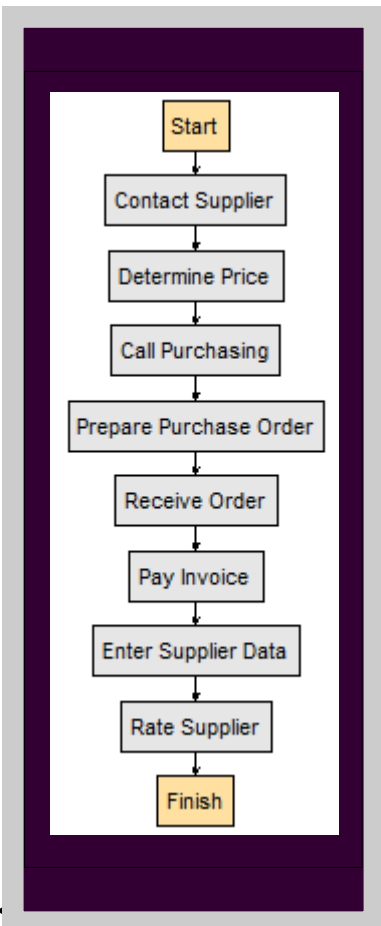 Start
Contact Supplier
Determine Price
Call Purchasing
Prepare Purchase Order
Receive Order
Pay Invoice
Enter Supplier Data
Rate Supplier
Finish